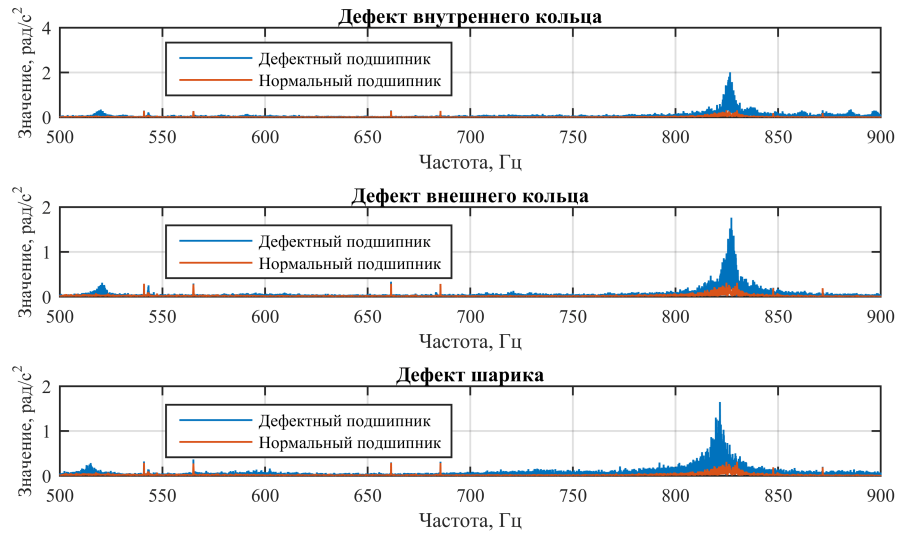 Дефект внутреннего кольца
Значение, рад/с²
4
2
0
Дефектный подшипник
Нормальный подшипник
500 550 600 650 700 750 800 850 900
Частота, Гц
Дефект внешнего кольца
Значение, рад/с²
2
1
0
Дефектный подшипник
Нормальный подшипник
500 550 600 650 700 750 800 850 900
Частота, Гц
Дефект шарика
Значение, рад/с²
2
1
0
Дефектный подшипник
Нормальный подшипник
500 550 600 650 700 750 800 850 900
Частота, Гц